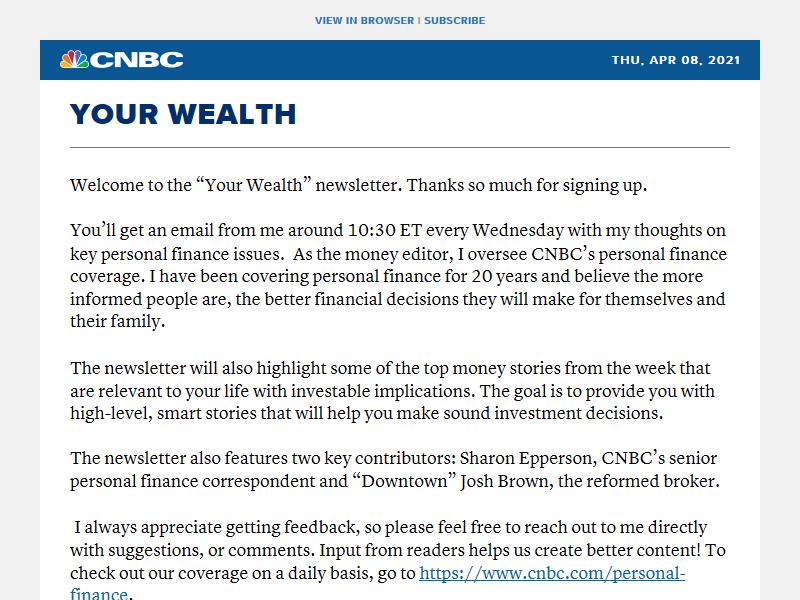 VIEW IN BROWSER | SUBSCRIBE
CNBC
THU, APR 08, 2021
YOUR WEALTH
Welcome to the “Your Wealth” newsletter. Thanks so much for signing up.
You’ll get an email from me around 10:30 ET every Wednesday with my thoughts on
key personal finance issues.  As the money editor, I oversee CNBC’s personal finance
coverage. I have been covering personal finance for 20 years and believe the more
informed people are, the better financial decisions they will make for themselves and
their family.
The newsletter will also highlight some of the top money stories from the week that
are relevant to your life with investable implications. The goal is to provide you with
high-level, smart stories that will help you make sound investment decisions.
The newsletter also features two key contributors: Sharon Epperson, CNBC’s senior
personal finance correspondent and “Downtown” Josh Brown, the reformed broker.
I always appreciate getting feedback, so please feel free to reach out to me directly
with suggestions, or comments. Input from readers helps us create better content! To
check out our coverage on a daily basis, go to https://www.cnbc.com/personal-
finance.